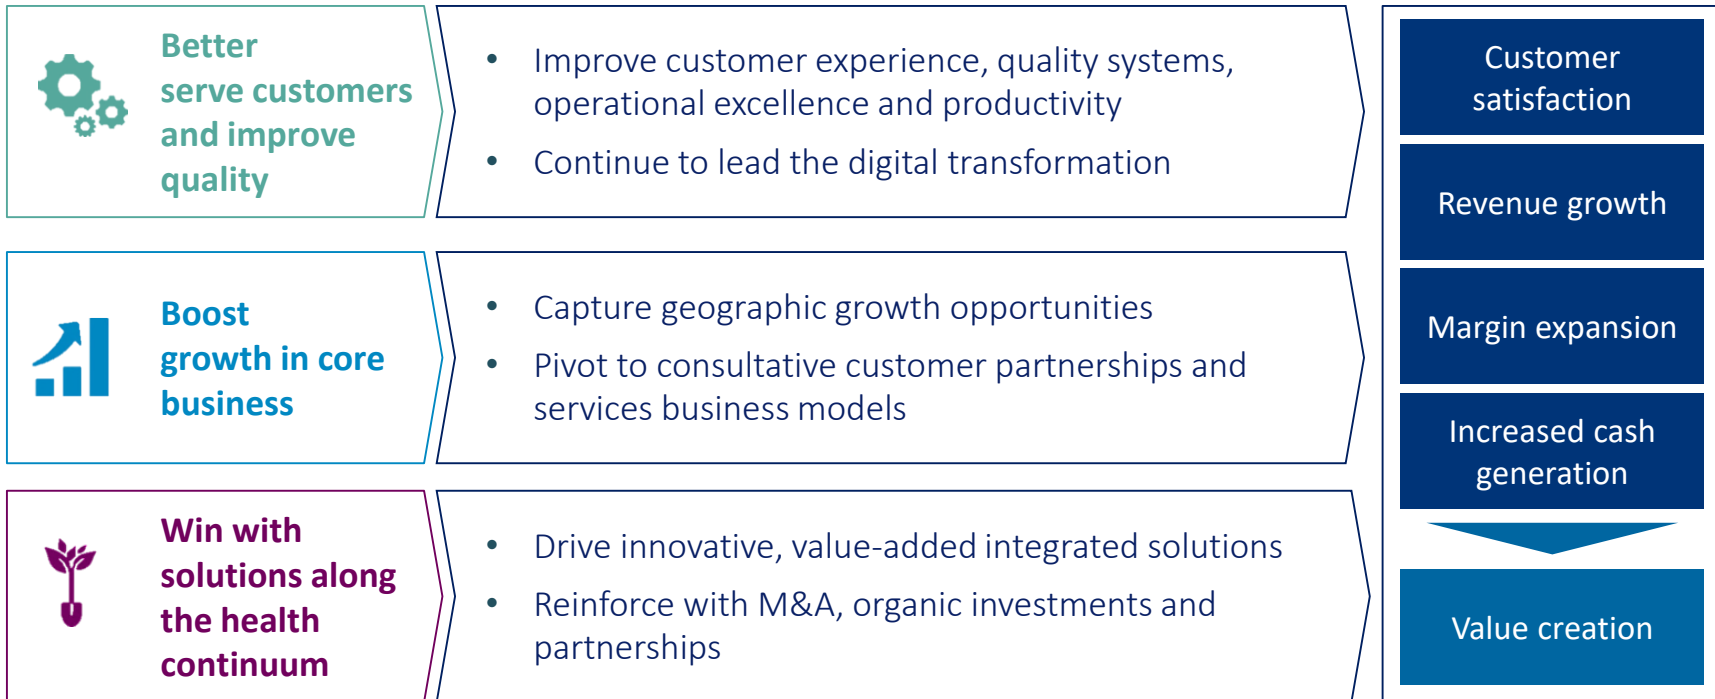 Better
serve customers
and improve
quality
• Improve customer experience, quality systems,
operational excellence and productivity
• Continue to lead the digital transformation
Boost
growth in core
business
• Capture geographic growth opportunities
• Pivot to consultative customer partnerships and
services business models
Win with
solutions along
the health
continuum
• Drive innovative, value-added integrated solutions
• Reinforce with M&A, organic investments and
partnerships
Customer
satisfaction
Revenue growth
Margin expansion
Increased cash
generation
Value creation